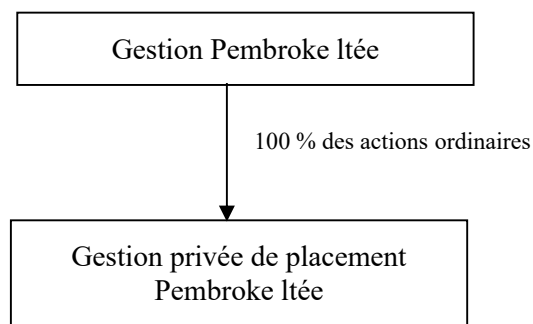 Gestion Pembroke ltée
100 % des actions ordinaires
Gestion privée de placement
Pembroke ltée